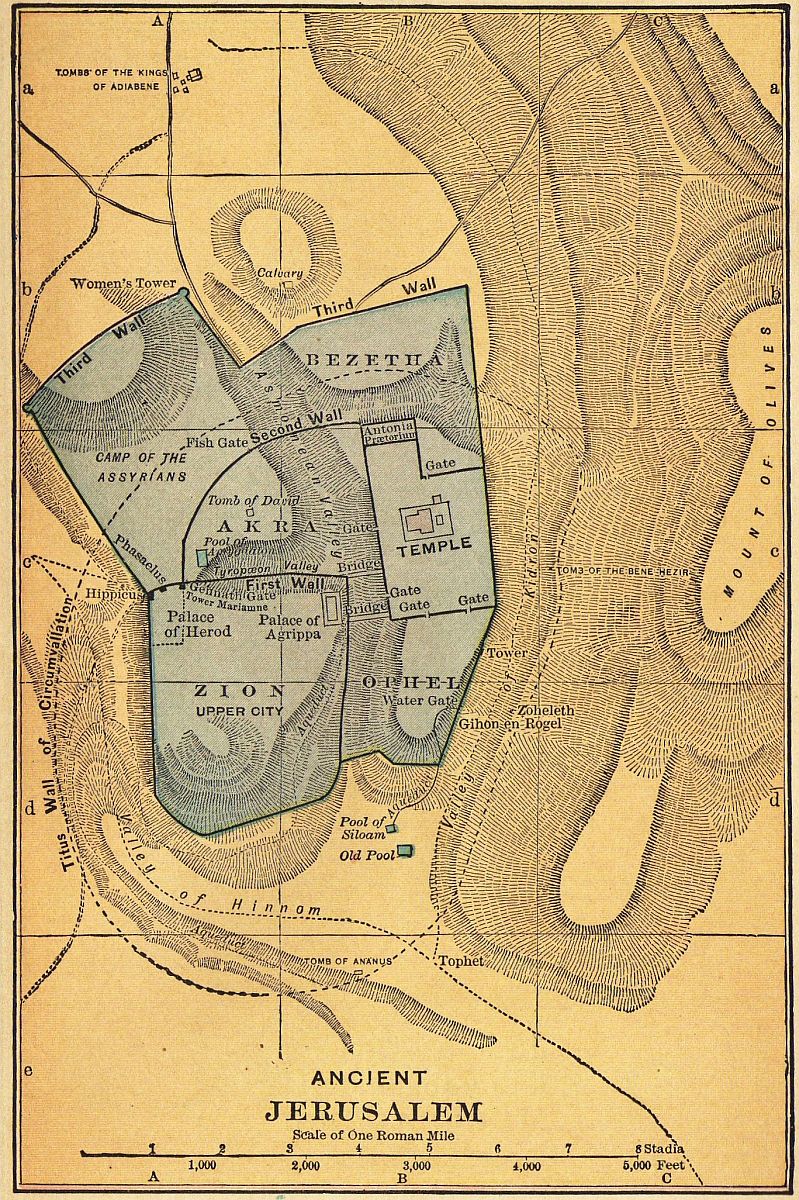 A
B
C
a
a
TOMBS OF THE KINGS
OF ADIABENE
b
b
Women's Tower
Calvary
Third Wall
Third Wall
BEZETHA
Asmonean Valley
MOUNT OF OLIVES
Second Wall
Fish Gate
Antonia
Prætorium
CAMP OF THE
ASSYRIANS
Gate
Tomb of David
AKRA
Gate
TEMPLE
Pool of
Phasaelus
Tyropœon Valley
Bridge
c
c
TOMB OF THE BENE-HEZIR
Valley of Kidron
Hippicus
First Wall
Gennath Gate
Tower Mariamne
Gate
Gate
Gate
Bridge
Palace
of Herod
Palace of
Agrippa
Titus Wall of Circumvallation
Tower
ZION
UPPER CITY
OPHEL
Water Gate
Aqueduct
Zoheleth
Gihon en-Rogel
d
d
Aqueduct
Pool of
Siloam
Old Pool
Valley of Hinnom
Aqueduct
TOMB OF ANANUS
Tophet
e
ANCIENT
JERUSALEM
Scale of One Roman Mile
1 2 3 4 5 6 7 8 Stadia
1,000 2,000 3,000 4,000 5,000 Feet
A
B
C